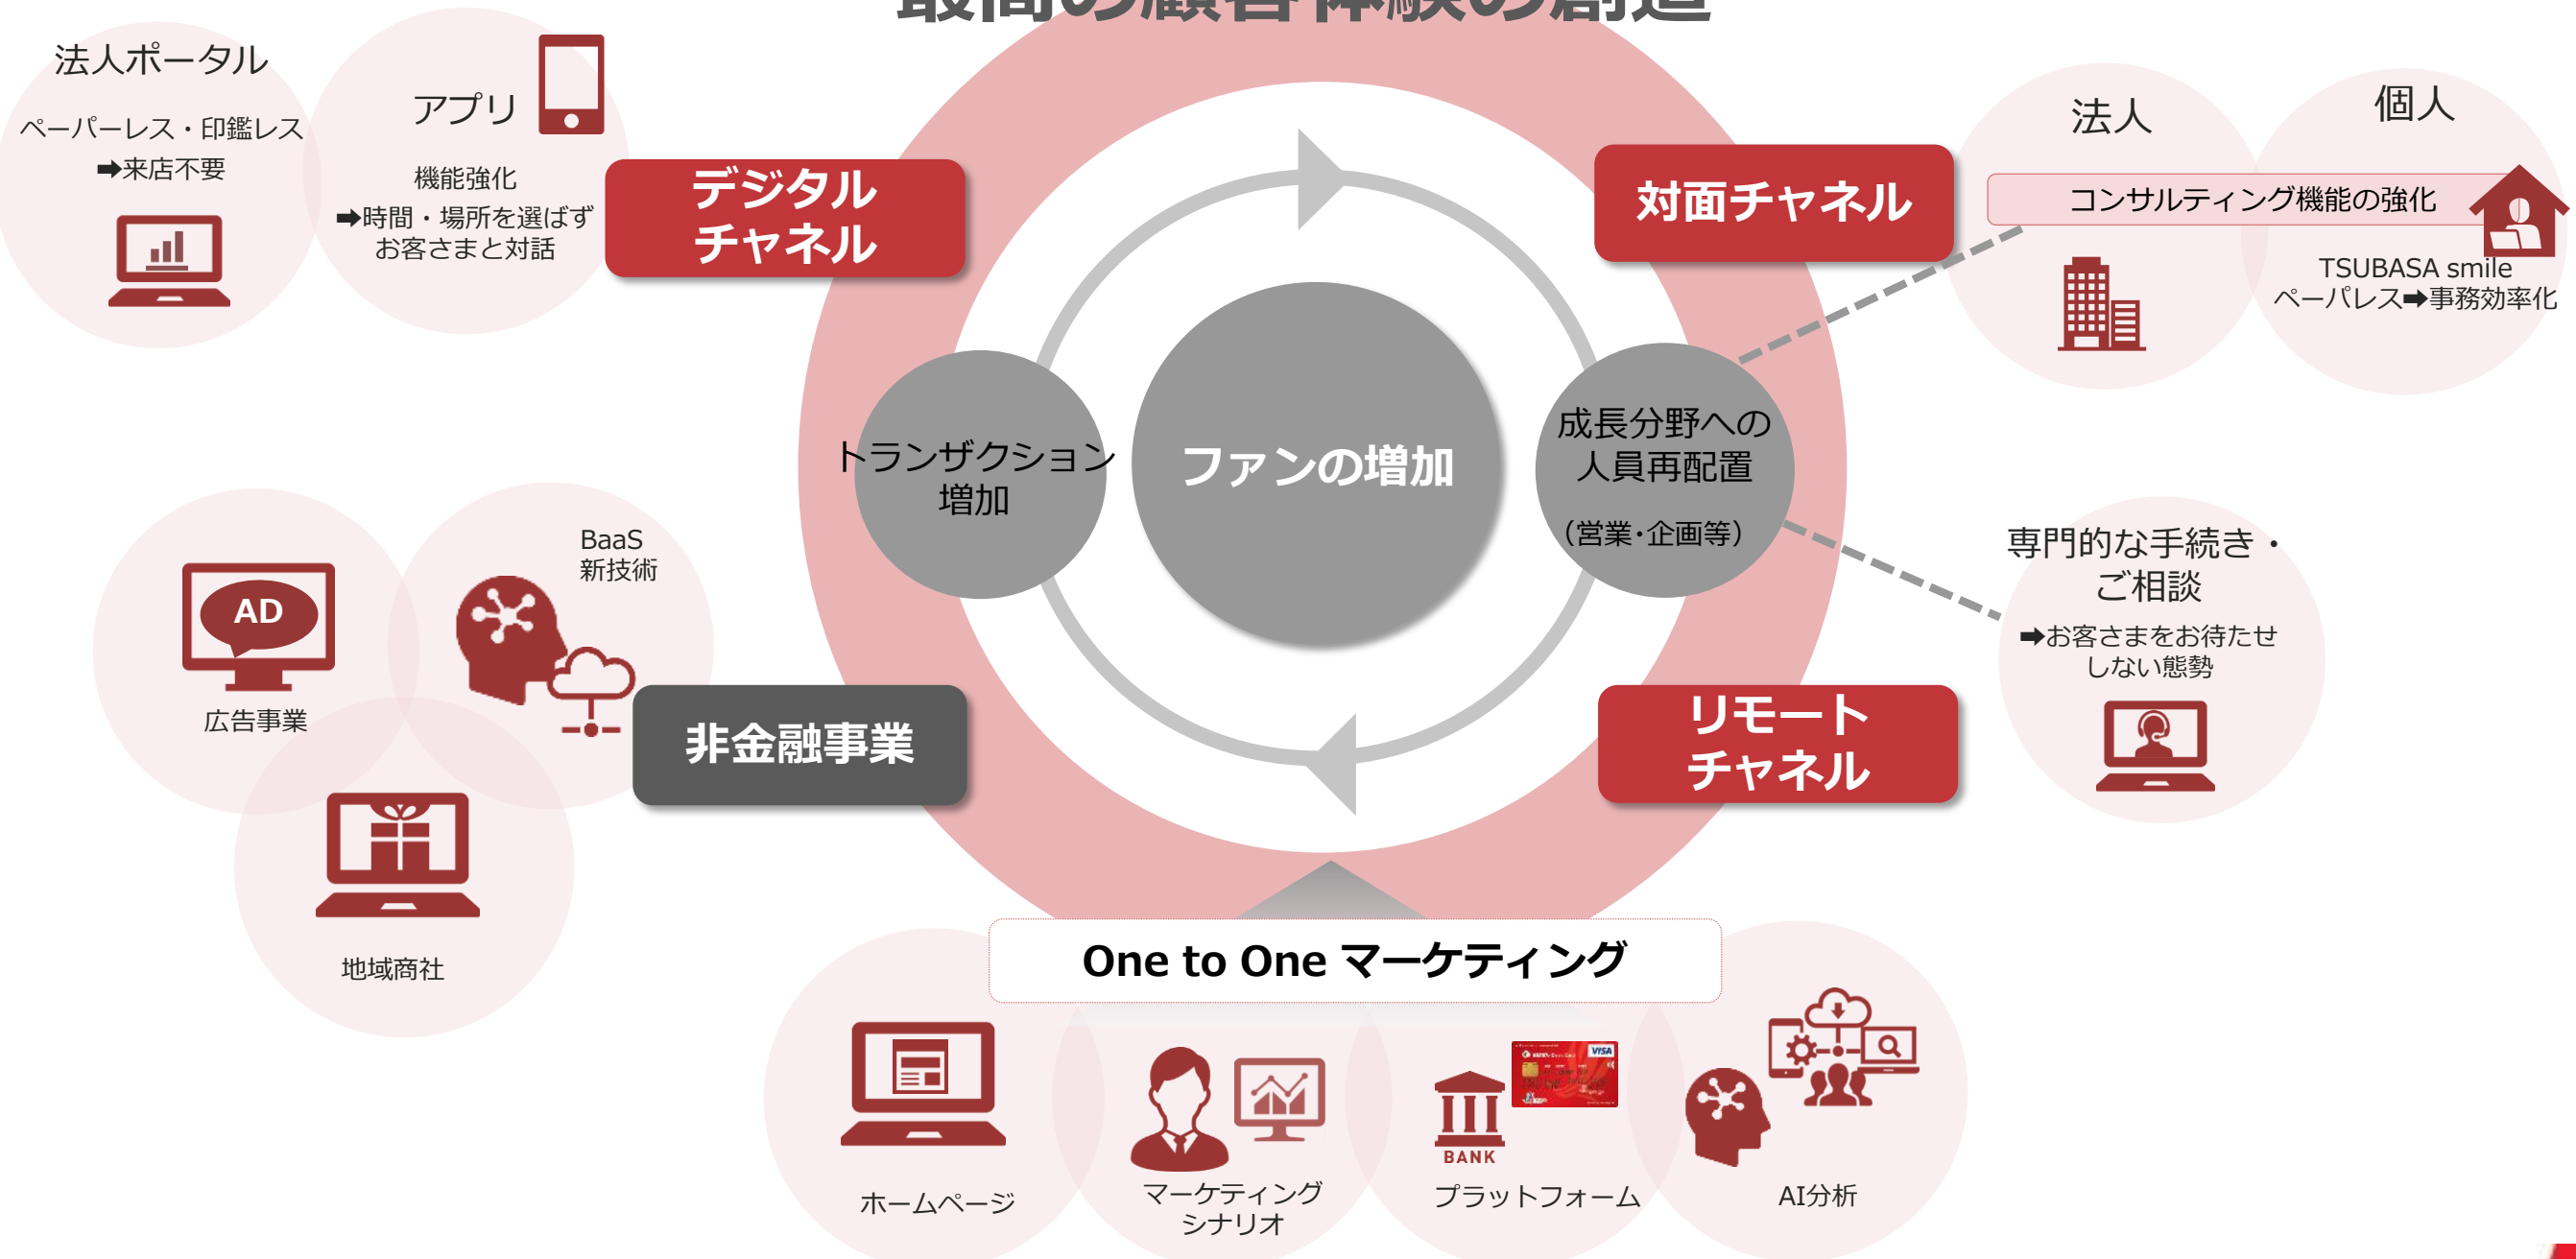 最高の顧客体験の創造
法人ポータル
ペーパーレス・印鑑レス
➡来店不要
アプリ
機能強化
➡時間・場所を選ばず
お客さまと対話
デジタル
チャネル
対面チャネル
法人
個人
コンサルティング機能の強化
TSUBASA smile
ペーパレス➡事務効率化
トランザクション
増加
ファンの増加
成長分野への
人員再配置
（営業・企画等）
専門的な手続き・
ご相談
➡お客さまをお待たせ
しない態勢
リモート
チャネル
AD
広告事業
BaaS
新技術
地域商社
非金融事業
One to One マーケティング
ホームページ
マーケティング
シナリオ
BANK
VISA
プラットフォーム
AI分析